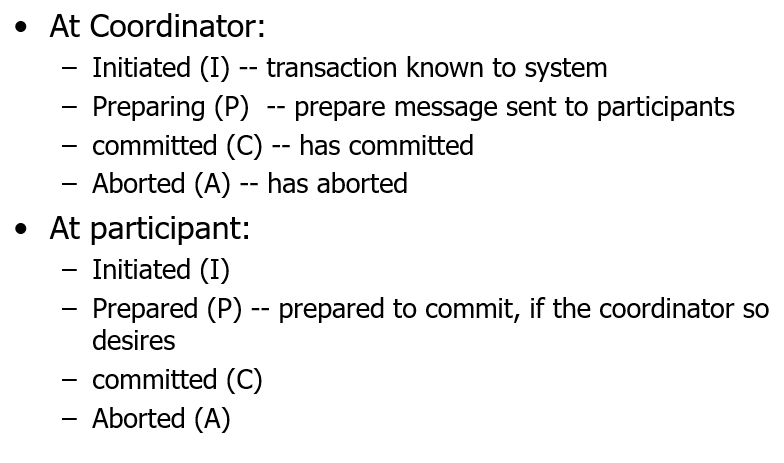 • At Coordinator:
– Initiated (I) -- transaction known to system
– Preparing (P)  -- prepare message sent to participants
– committed (C) -- has committed
– Aborted (A) -- has aborted
• At participant:
– Initiated (I)
– Prepared (P) -- prepared to commit, if the coordinator so
desires
– committed (C)
– Aborted (A)